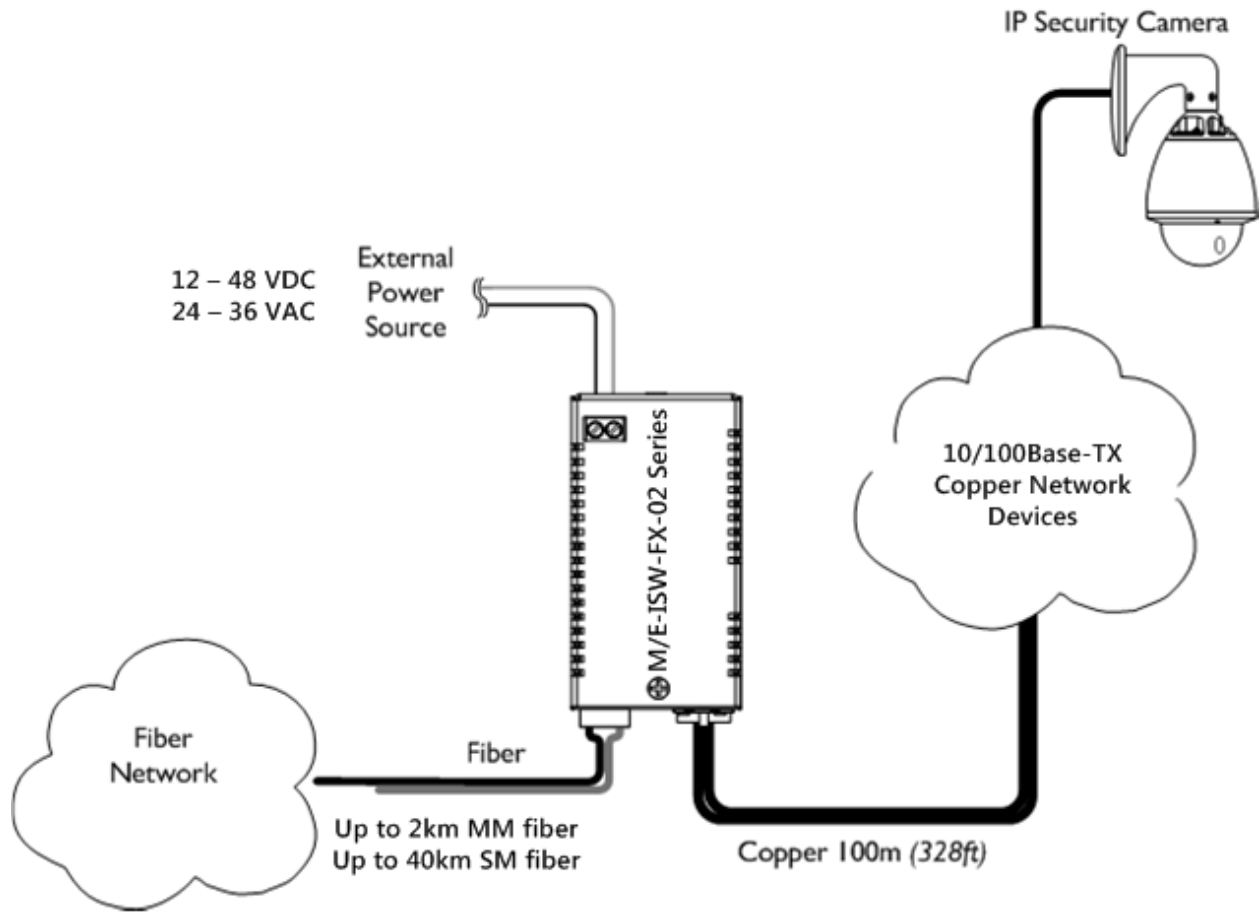 IP Security Camera
12 – 48 VDC
24 – 36 VAC
External
Power
Source
M/E-ISW-FX-02 Series
10/100Base-TX
Copper Network
Devices
Fiber
Network
Fiber
Up to 2km MM fiber
Up to 40km SM fiber
Copper 100m (328ft)